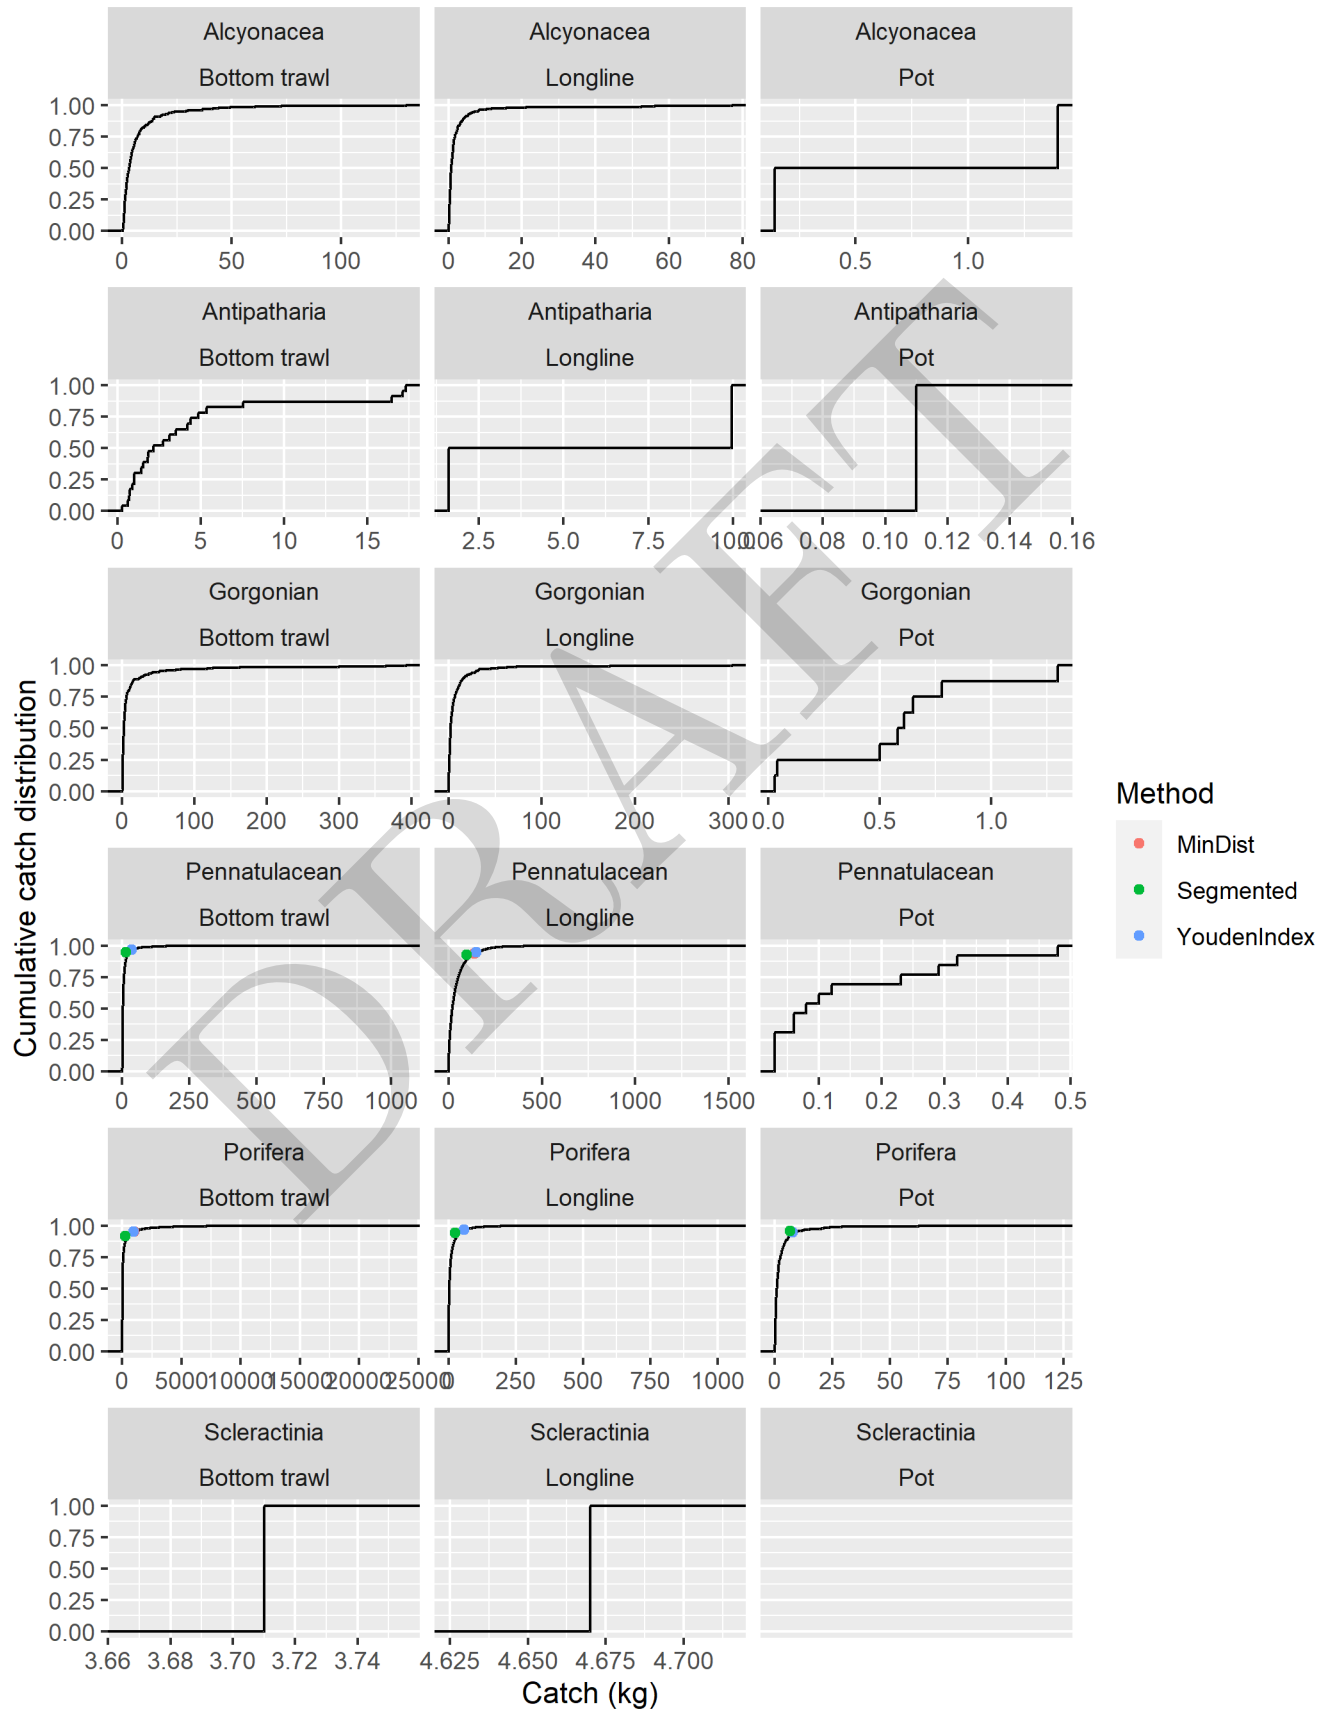 Alcyonacea Alcyonacea Alcyonacea
Bottom trawl Longline Pot
1.00
0.75
0.50
0.25
0.00
0 50 100 0 20 40 60 80 0.5 1.0
Antipatharia Antipatharia Antipatharia
Bottom trawl Longline Pot
1.00
0.75
0.50
0.25
0.00
0 5 10 15 2.5 5.0 7.5 10.0 0.06 0.08 0.10 0.12 0.14 0.16
Gorgonian Gorgonian Gorgonian
Bottom trawl Longline Pot
1.00
0.75
0.50
0.25
0.00
0 100 200 300 400 0 100 200 300 0.0 0.5 1.0
Pennatulacean Pennatulacean Pennatulacean
Bottom trawl Longline Pot
1.00
0.75
0.50
0.25
0.00
0 250 500 750 1000 0 500 1000 1500 0.1 0.2 0.3 0.4 0.5
Porifera Porifera Porifera
Bottom trawl Longline Pot
1.00
0.75
0.50
0.25
0.00
0 5000 10000 15000 20000 25000 0 250 500 750 1000 0 25 50 75 100 125
Scleractinia Scleractinia Scleractinia
Bottom trawl Longline Pot
1.00
0.75
0.50
0.25
0.00
3.66 3.68 3.70 3.72 3.74 4.625 4.650 4.675 4.700
Catch (kg)
Cumulative catch distribution
Method
MinDist
Segmented
YoudenIndex
DRAFT